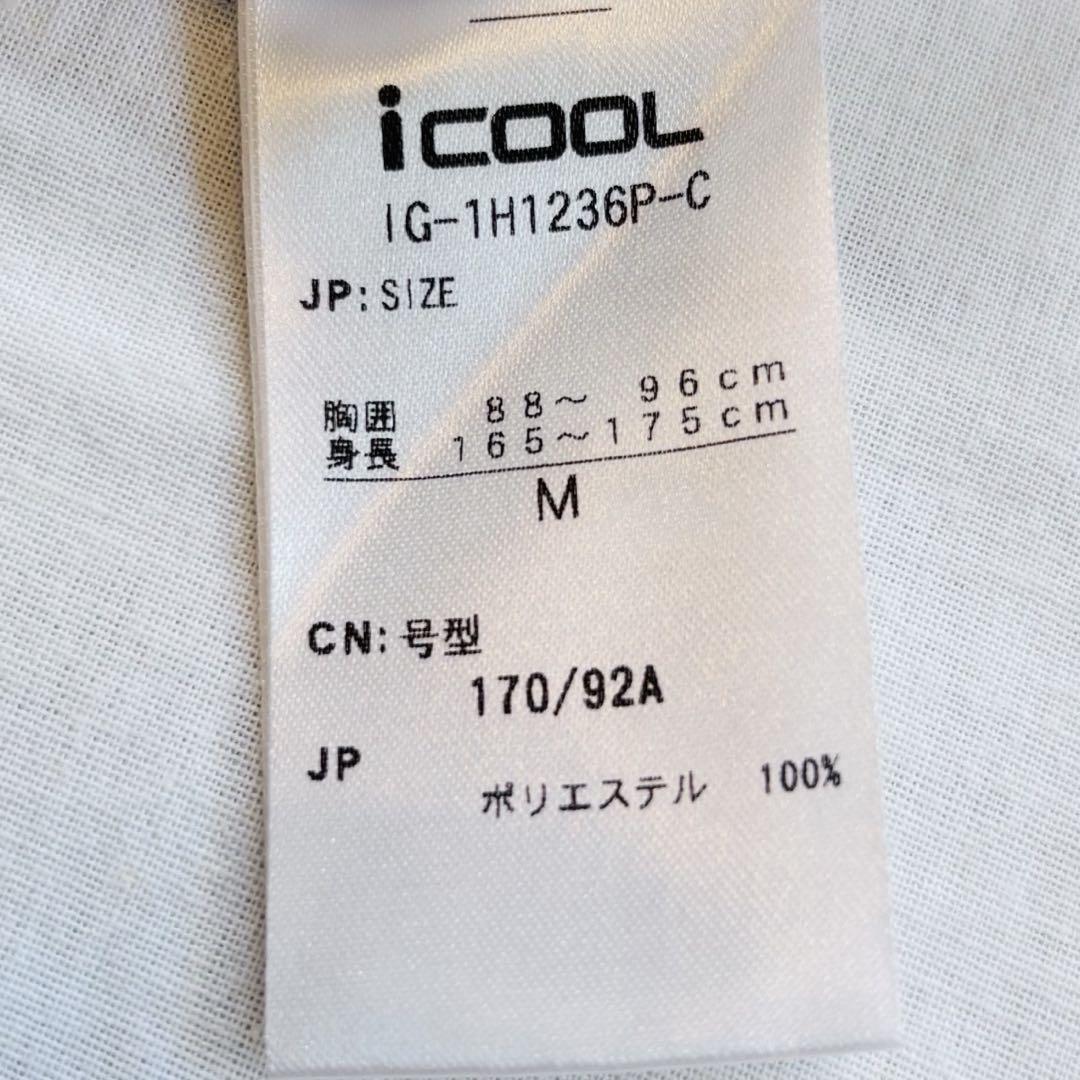 iCOOL
IG-1H1236P-C
JP: SIZE
胸囲 88～ 96cm
身長 165～175cm
M
CN: 号型
170/92A
JP
ポリエステル 100%